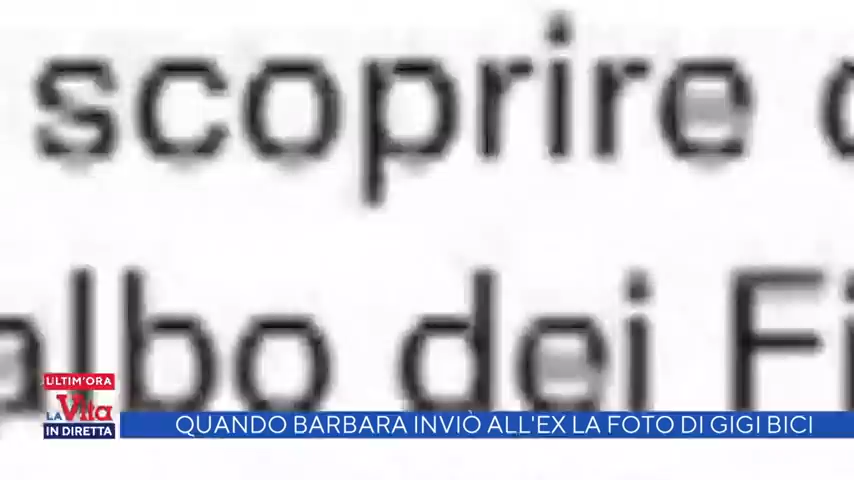 scoprire
albo dei
ULTIM'ORA
LA Vita
IN DIRETTA
QUANDO BARBARA INVIÒ ALL'EX LA FOTO DI GIGI BICI